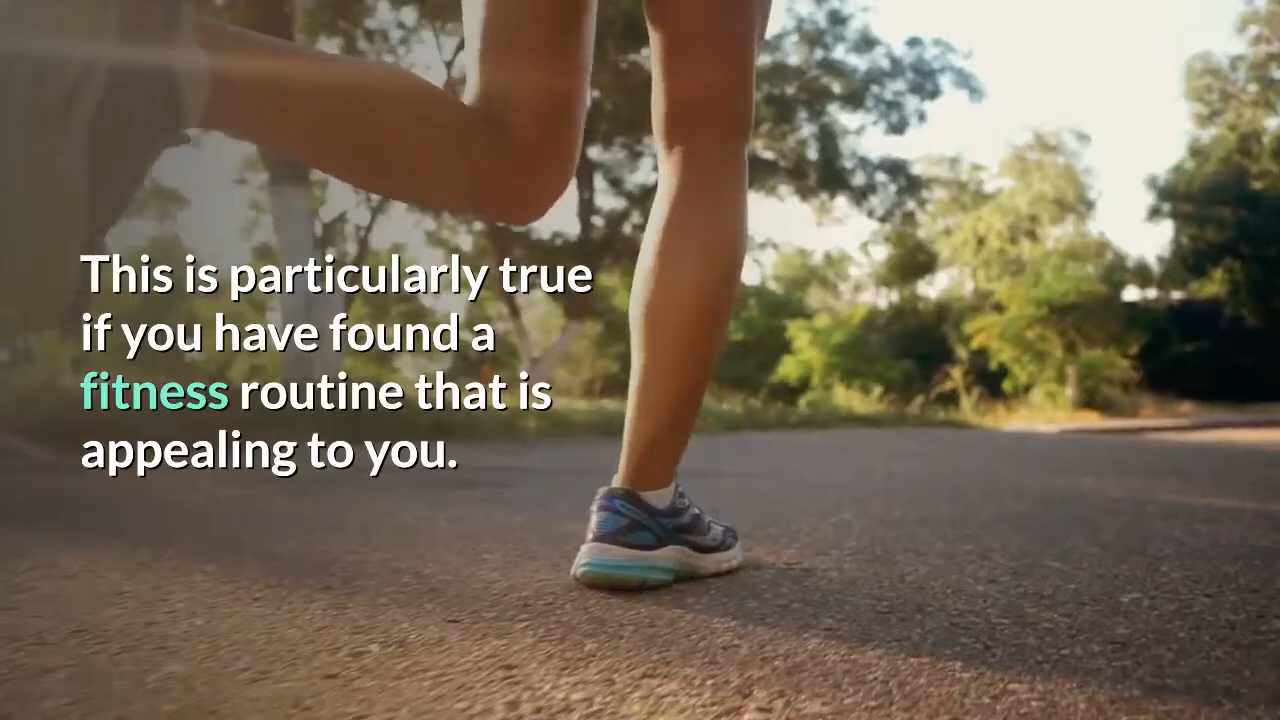 This is particularly true
if you have found a
fitness routine that is
appealing to you.